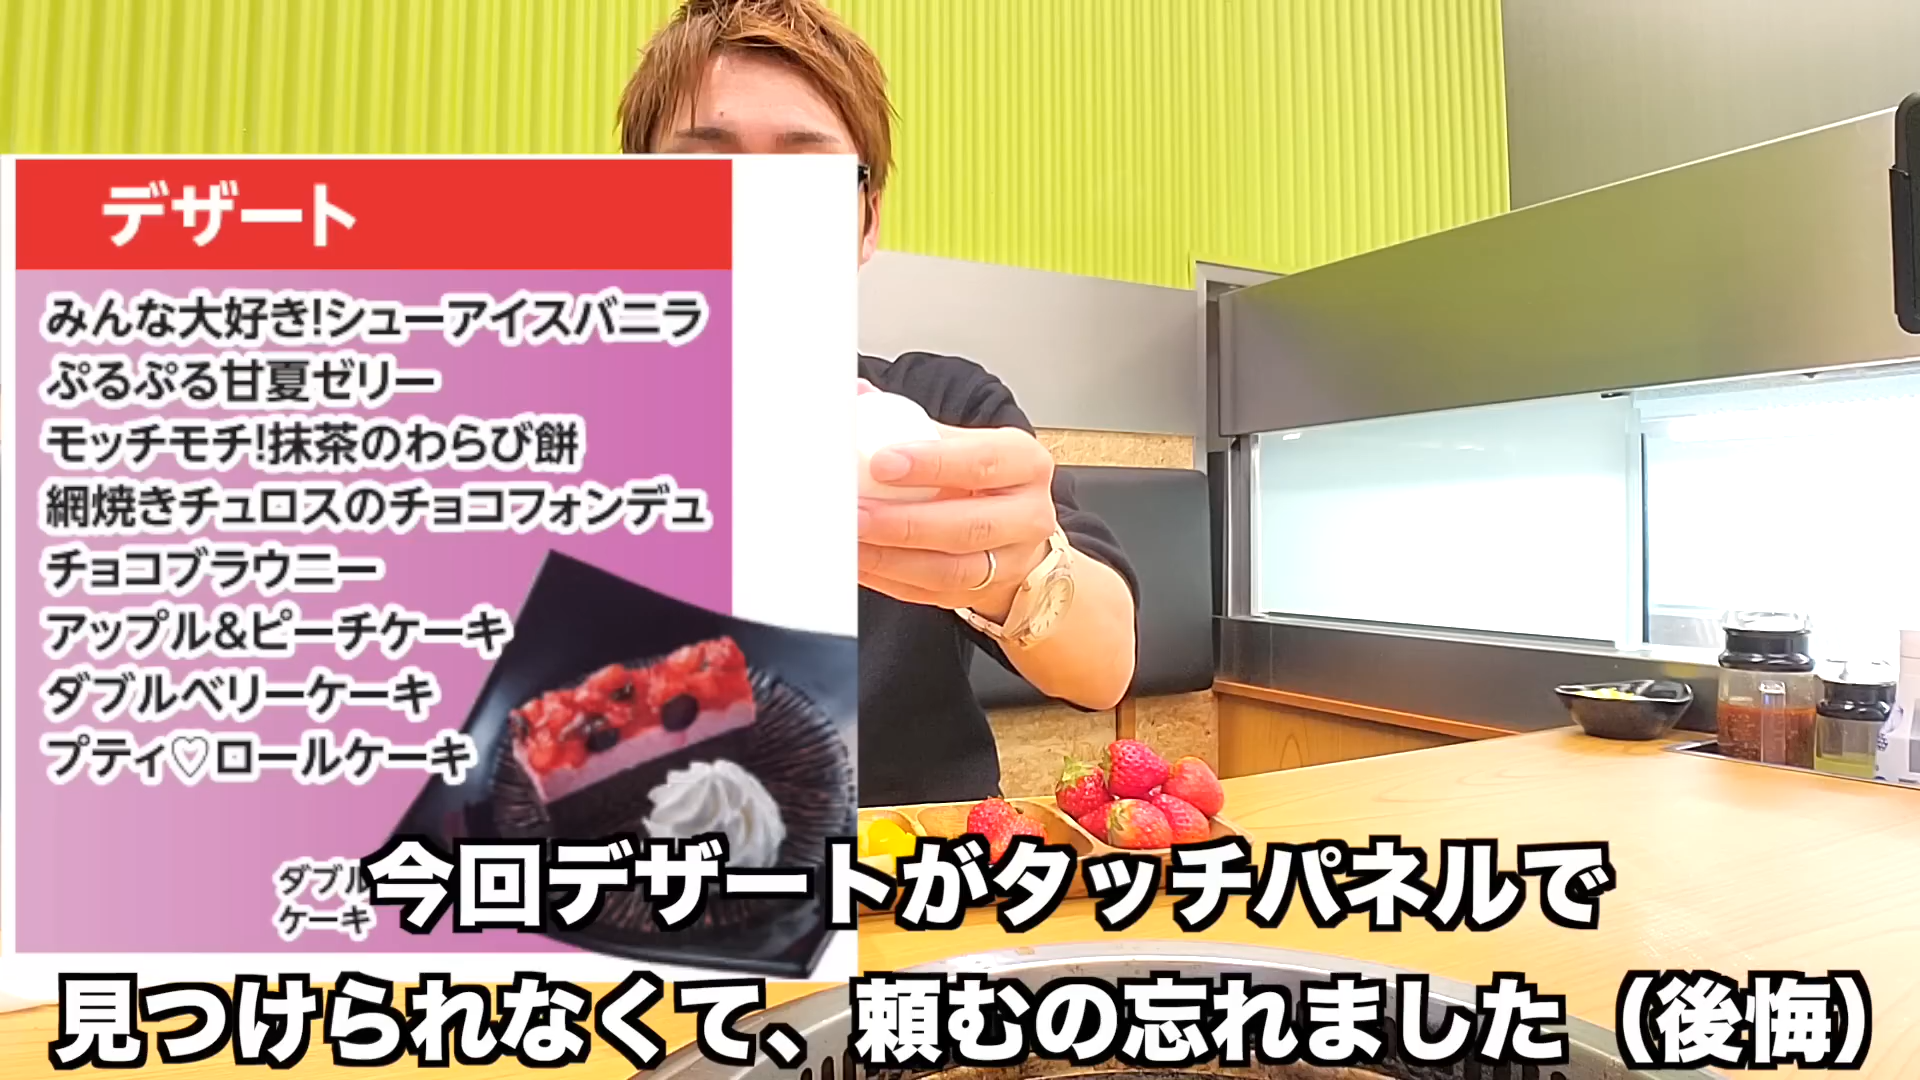 デザート
みんな大好き!シューアイスバニラ
ぷるぷる甘夏ゼリー
モッチモチ!抹茶のわらび餅
網焼きチュロスのチョコフォンデュ
チョコブラウニー
アップル&ピーチケーキ
ダブルベリーケーキ
プティ♡ロールケーキ
ダブル
ケーキ
今回デザートがタッチパネルで
見つけられなくて、頼むの忘れました（後悔）